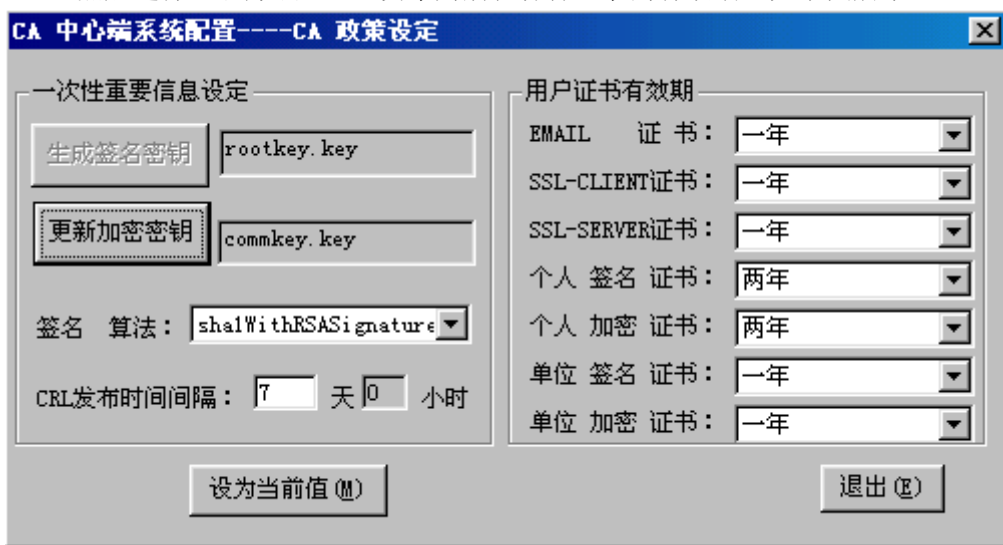 CA 中心端系统配置----CA 政策设定
一次性重要信息设定
生成签名密钥 rootkey.key
更新加密密钥 commkey.key
签名 算法： sha1WithRSASignature
CRL发布时间间隔： 7 天 0 小时
设为当前值(M)
用户证书有效期
EMAIL 证 书： 一年
SSL-CLIENT证书： 一年
SSL-SERVER证书： 一年
个人 签名 证书： 两年
个人 加密 证书： 两年
单位 签名 证书： 一年
单位 加密 证书： 一年
退出(E)